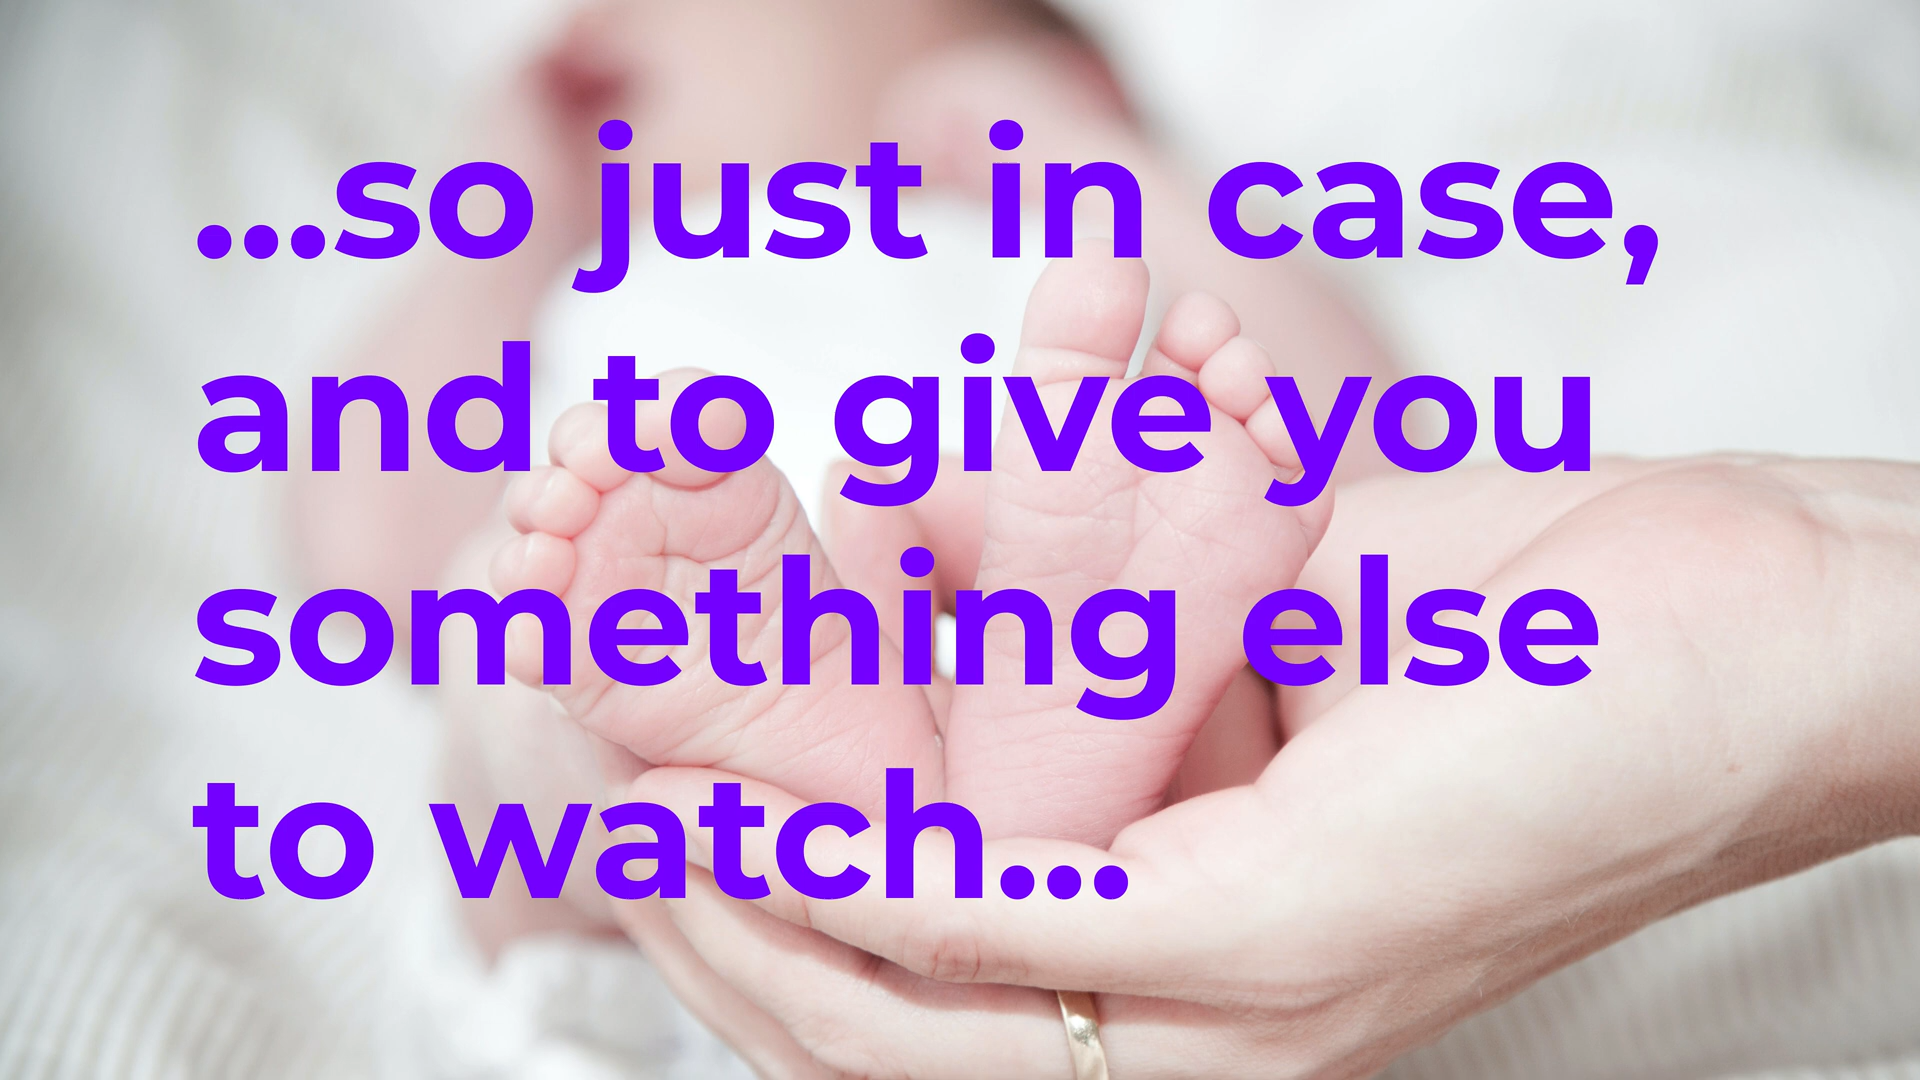 ...so just in case,
and to give you
something else
to watch...